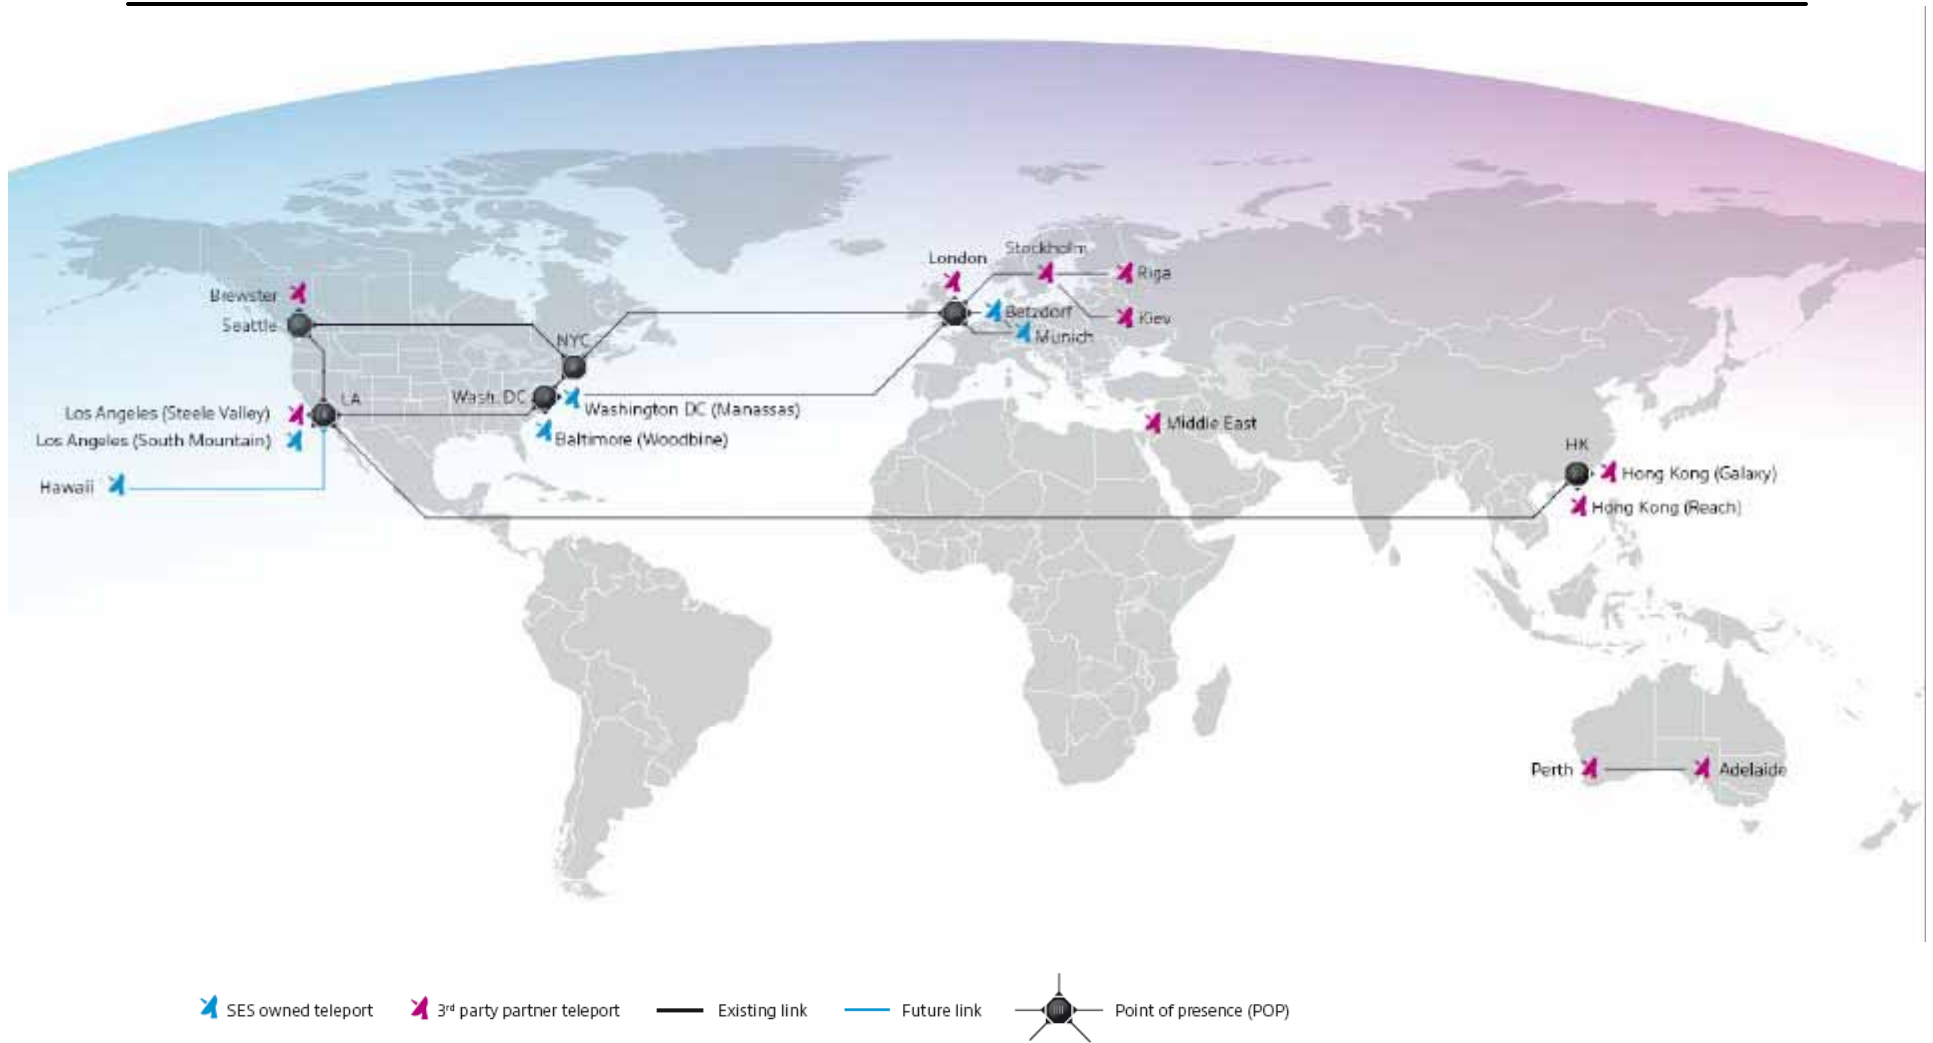 Stockholm
London
Riga
Brewster
Betzdorf
Seattle
Kiev
Munich
NYC
LA
Wash. DC
Los Angeles (Steele Valley)
Washington DC (Manassas)
Middle East
Los Angeles (South Mountain)
Baltimore (Woodbine)
HK
Hawaii
Hong Kong (Galaxy)
Hong Kong (Reach)
Perth
Adelaide
SES owned teleport
3rd party partner teleport
Existing link
Future link
Point of presence (POP)